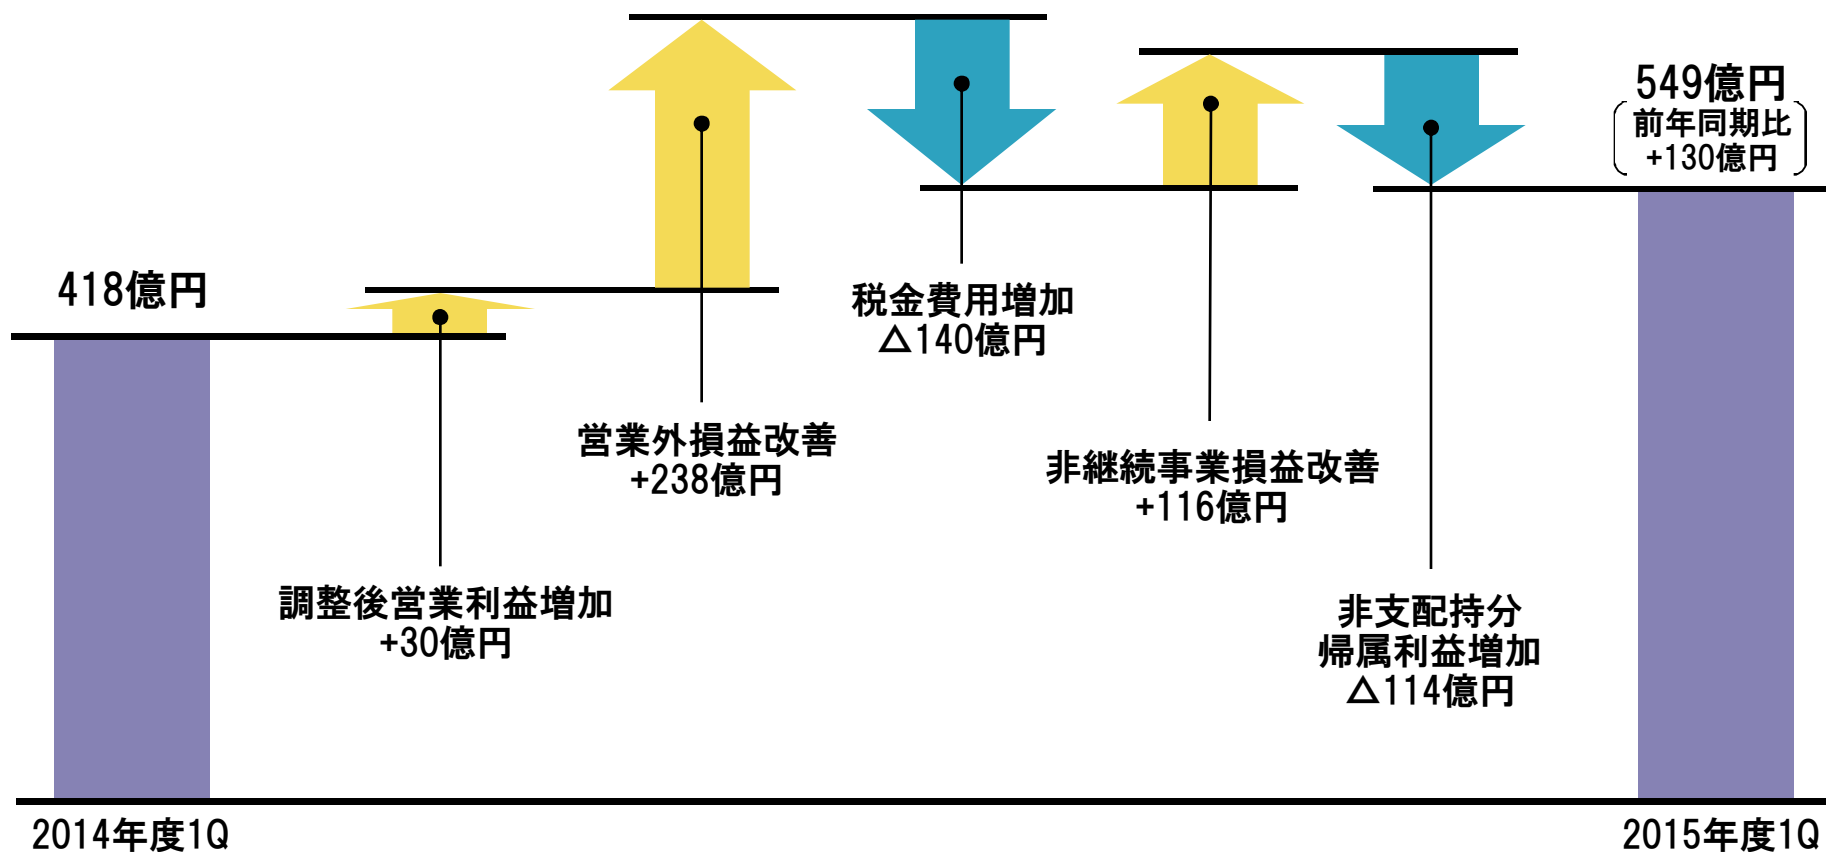 418億円
調整後営業利益増加
+30億円
営業外損益改善
+238億円
税金費用増加
△140億円
非継続事業損益改善
+116億円
非支配持分
帰属利益増加
△114億円
549億円
前年同期比
+130億円
2014年度1Q
2015年度1Q